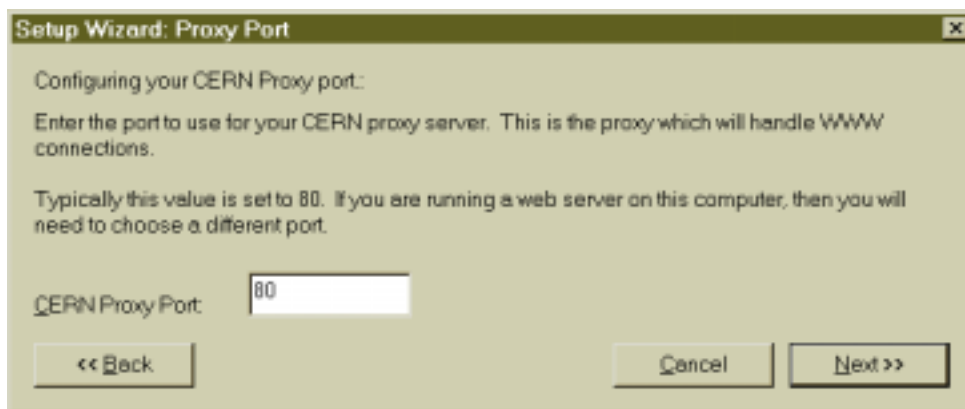 Setup Wizard: Proxy Port
Configuring your CERN Proxy port.:
Enter the port to use for your CERN proxy server. This is the proxy which will handle WWW
connections.
Typically this value is set to 80. If you are running a web server on this computer, then you will
need to choose a different port.
CERN Proxy Port:
80
<< Back
Cancel
Next >>